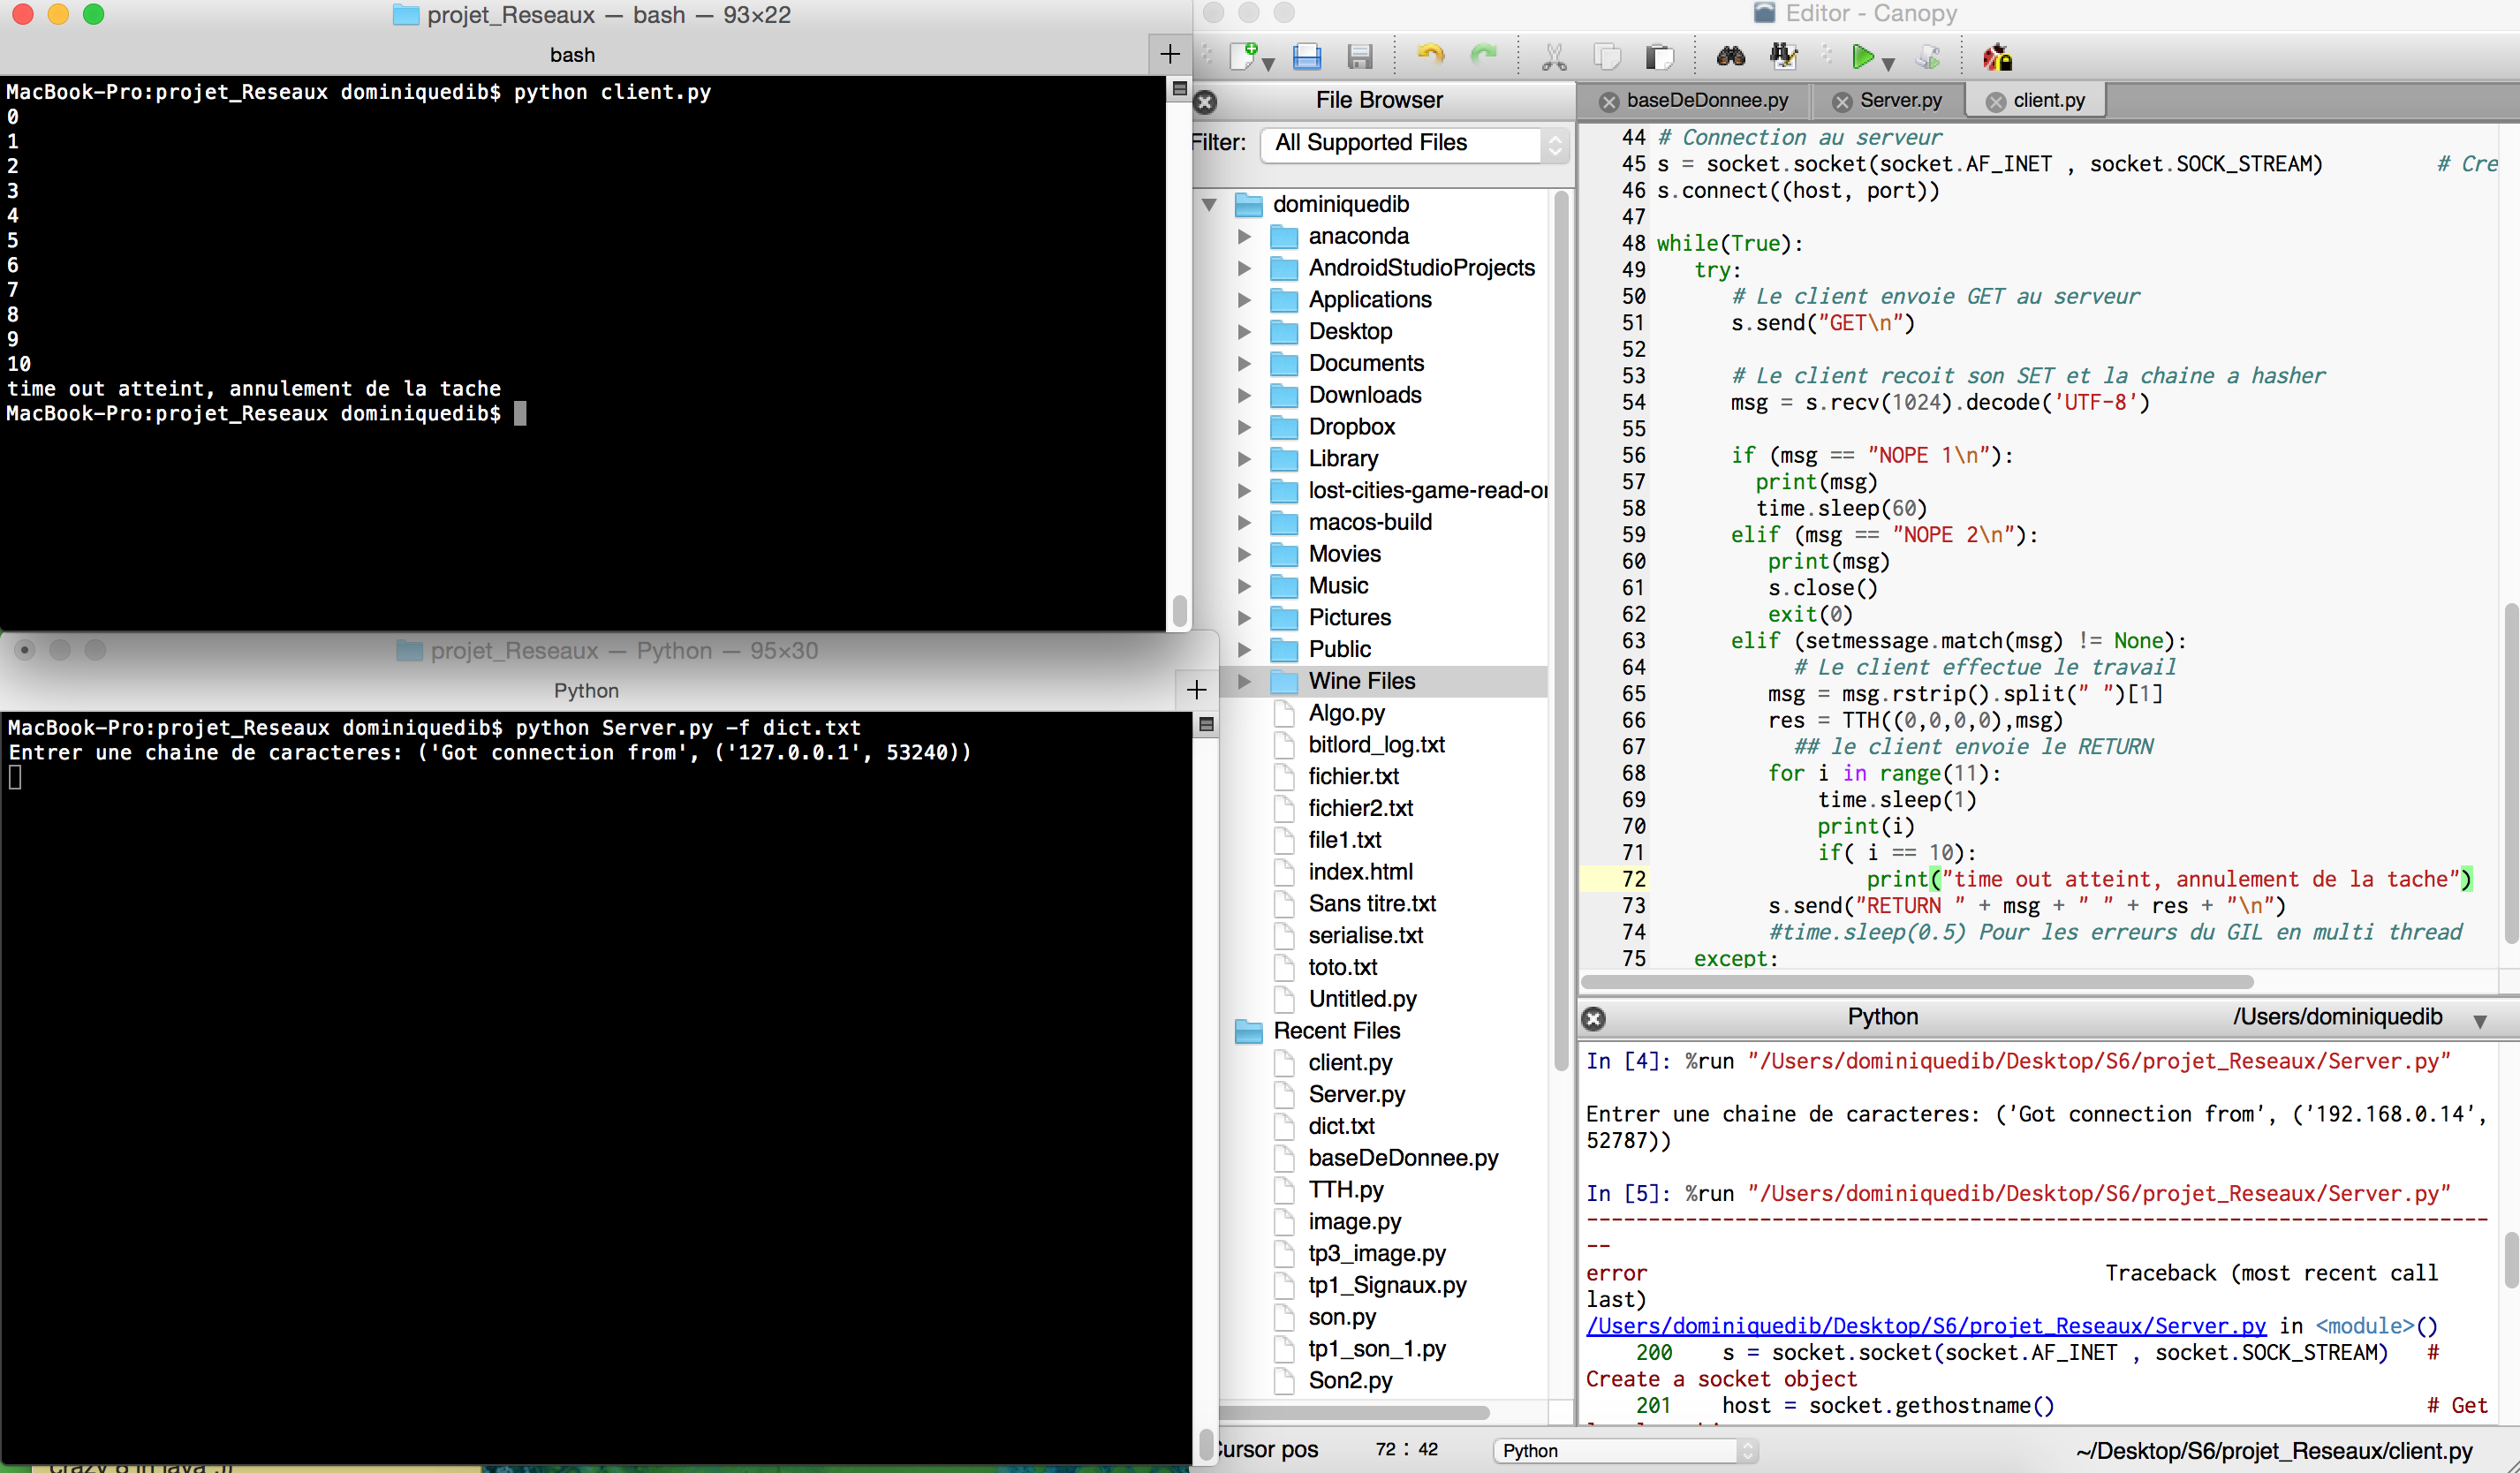 projet_Reseaux — bash — 93×22
bash
MacBook-Pro:projet_Reseaux dominiquedib$ python client.py
0
1
2
3
4
5
6
7
8
9
10
time out atteint, annulement de la tache
MacBook-Pro:projet_Reseaux dominiquedib$
projet_Reseaux — Python — 95×30
Python
MacBook-Pro:projet_Reseaux dominiquedib$ python Server.py -f dict.txt
Entrer une chaine de caracteres: ('Got connection from', ('127.0.0.1', 53240))
Editor - Canopy
File Browser
Filter: All Supported Files
dominiquedib
anaconda
AndroidStudioProjects
Applications
Desktop
Documents
Downloads
Dropbox
Library
lost-cities-game-read-or
macos-build
Movies
Music
Pictures
Public
Wine Files
Algo.py
bitlord_log.txt
fichier.txt
fichier2.txt
file1.txt
index.html
Sans titre.txt
serialise.txt
toto.txt
Untitled.py
Recent Files
client.py
Server.py
dict.txt
baseDeDonnee.py
TTH.py
image.py
tp3_image.py
tp1_Signaux.py
son.py
tp1_son_1.py
Son2.py
baseDeDonnee.py Server.py client.py
44 # Connection au serveur
45 s = socket.socket(socket.AF_INET , socket.SOCK_STREAM) # Cre
46 s.connect((host, port))
47
48 while(True):
49 try:
50 # Le client envoie GET au serveur
51 s.send("GET\n")
52
53 # Le client recoit son SET et la chaine a hasher
54 msg = s.recv(1024).decode('UTF-8')
55
56 if (msg == "NOPE 1\n"):
57 print(msg)
58 time.sleep(60)
59 elif (msg == "NOPE 2\n"):
60 print(msg)
61 s.close()
62 exit(0)
63 elif (setmessage.match(msg) != None):
64 # Le client effectue le travail
65 msg = msg.rstrip().split(" ")[1]
66 res = TTH((0,0,0,0),msg)
67 ## le client envoie le RETURN
68 for i in range(11):
69 time.sleep(1)
70 print(i)
71 if( i == 10):
72 print("time out atteint, annulement de la tache")
73 s.send("RETURN " + msg + " " + res + "\n")
74 #time.sleep(0.5) Pour les erreurs du GIL en multi thread
75 except:
Python /Users/dominiquedib
In [4]: %run "/Users/dominiquedib/Desktop/S6/projet_Reseaux/Server.py"
Entrer une chaine de caracteres: ('Got connection from', ('192.168.0.14',
52787))
In [5]: %run "/Users/dominiquedib/Desktop/S6/projet_Reseaux/Server.py"
-------------------------------------------------------------------------
--
error Traceback (most recent call
last)
/Users/dominiquedib/Desktop/S6/projet_Reseaux/Server.py in <module>()
200 s = socket.socket(socket.AF_INET , socket.SOCK_STREAM) #
Create a socket object
201 host = socket.gethostname() # Get
Cursor pos 72 : 42 Python ~/Desktop/S6/projet_Reseaux/client.py